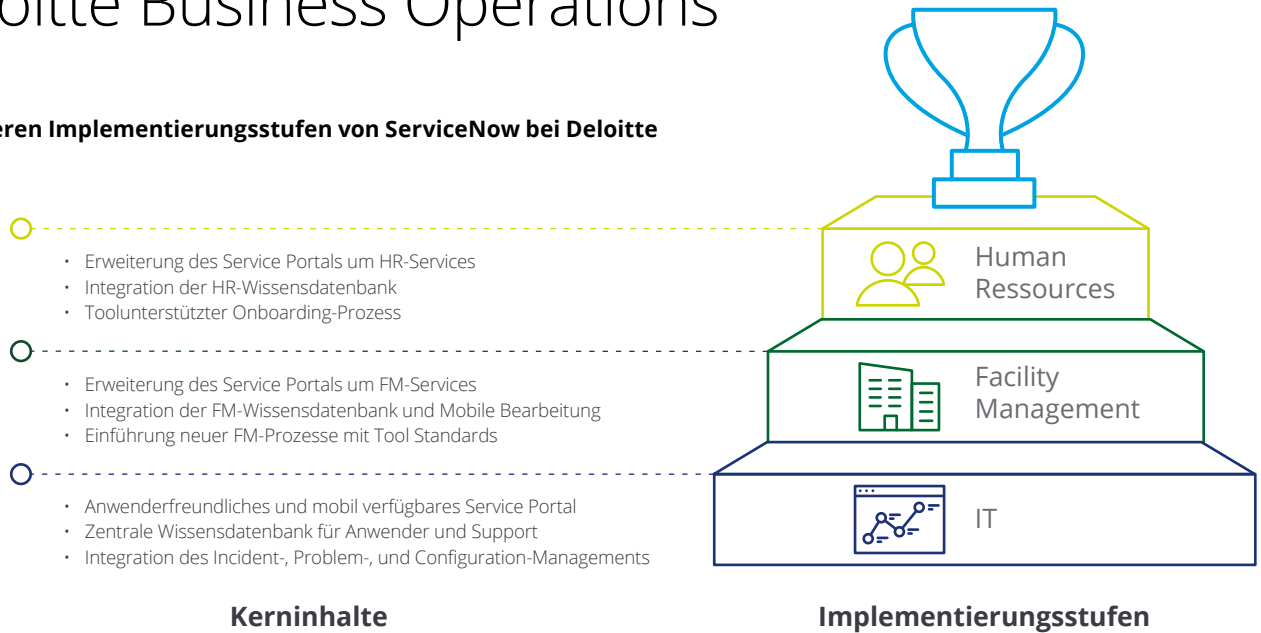 oitte Business Operations
eren Implementierungsstufen von ServiceNow bei Deloitte
• Erweiterung des Service Portals um HR-Services
• Integration der HR-Wissensdatenbank
• Toolunterstützter Onboarding-Prozess
Human
Ressources
• Erweiterung des Service Portals um FM-Services
• Integration der FM-Wissensdatenbank und Mobile Bearbeitung
• Einführung neuer FM-Prozesse mit Tool Standards
Facility
Management
• Anwenderfreundliches und mobil verfügbares Service Portal
• Zentrale Wissensdatenbank für Anwender und Support
• Integration des Incident-, Problem-, und Configuration-Managements
IT
Kerninhalte
Implementierungsstufen